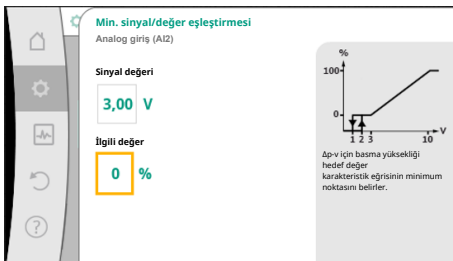 Min. sinyal/değer eşleştirmesi
Analog giriş (AI2)
Sinyal değeri
3,00 V
İlgili değer
0 %
%
100
0
1 2 3 10 V
Δp-v için basma yüksekliği
hedef değer
karakteristik eğrisinin minimum
noktasını belirler.
?